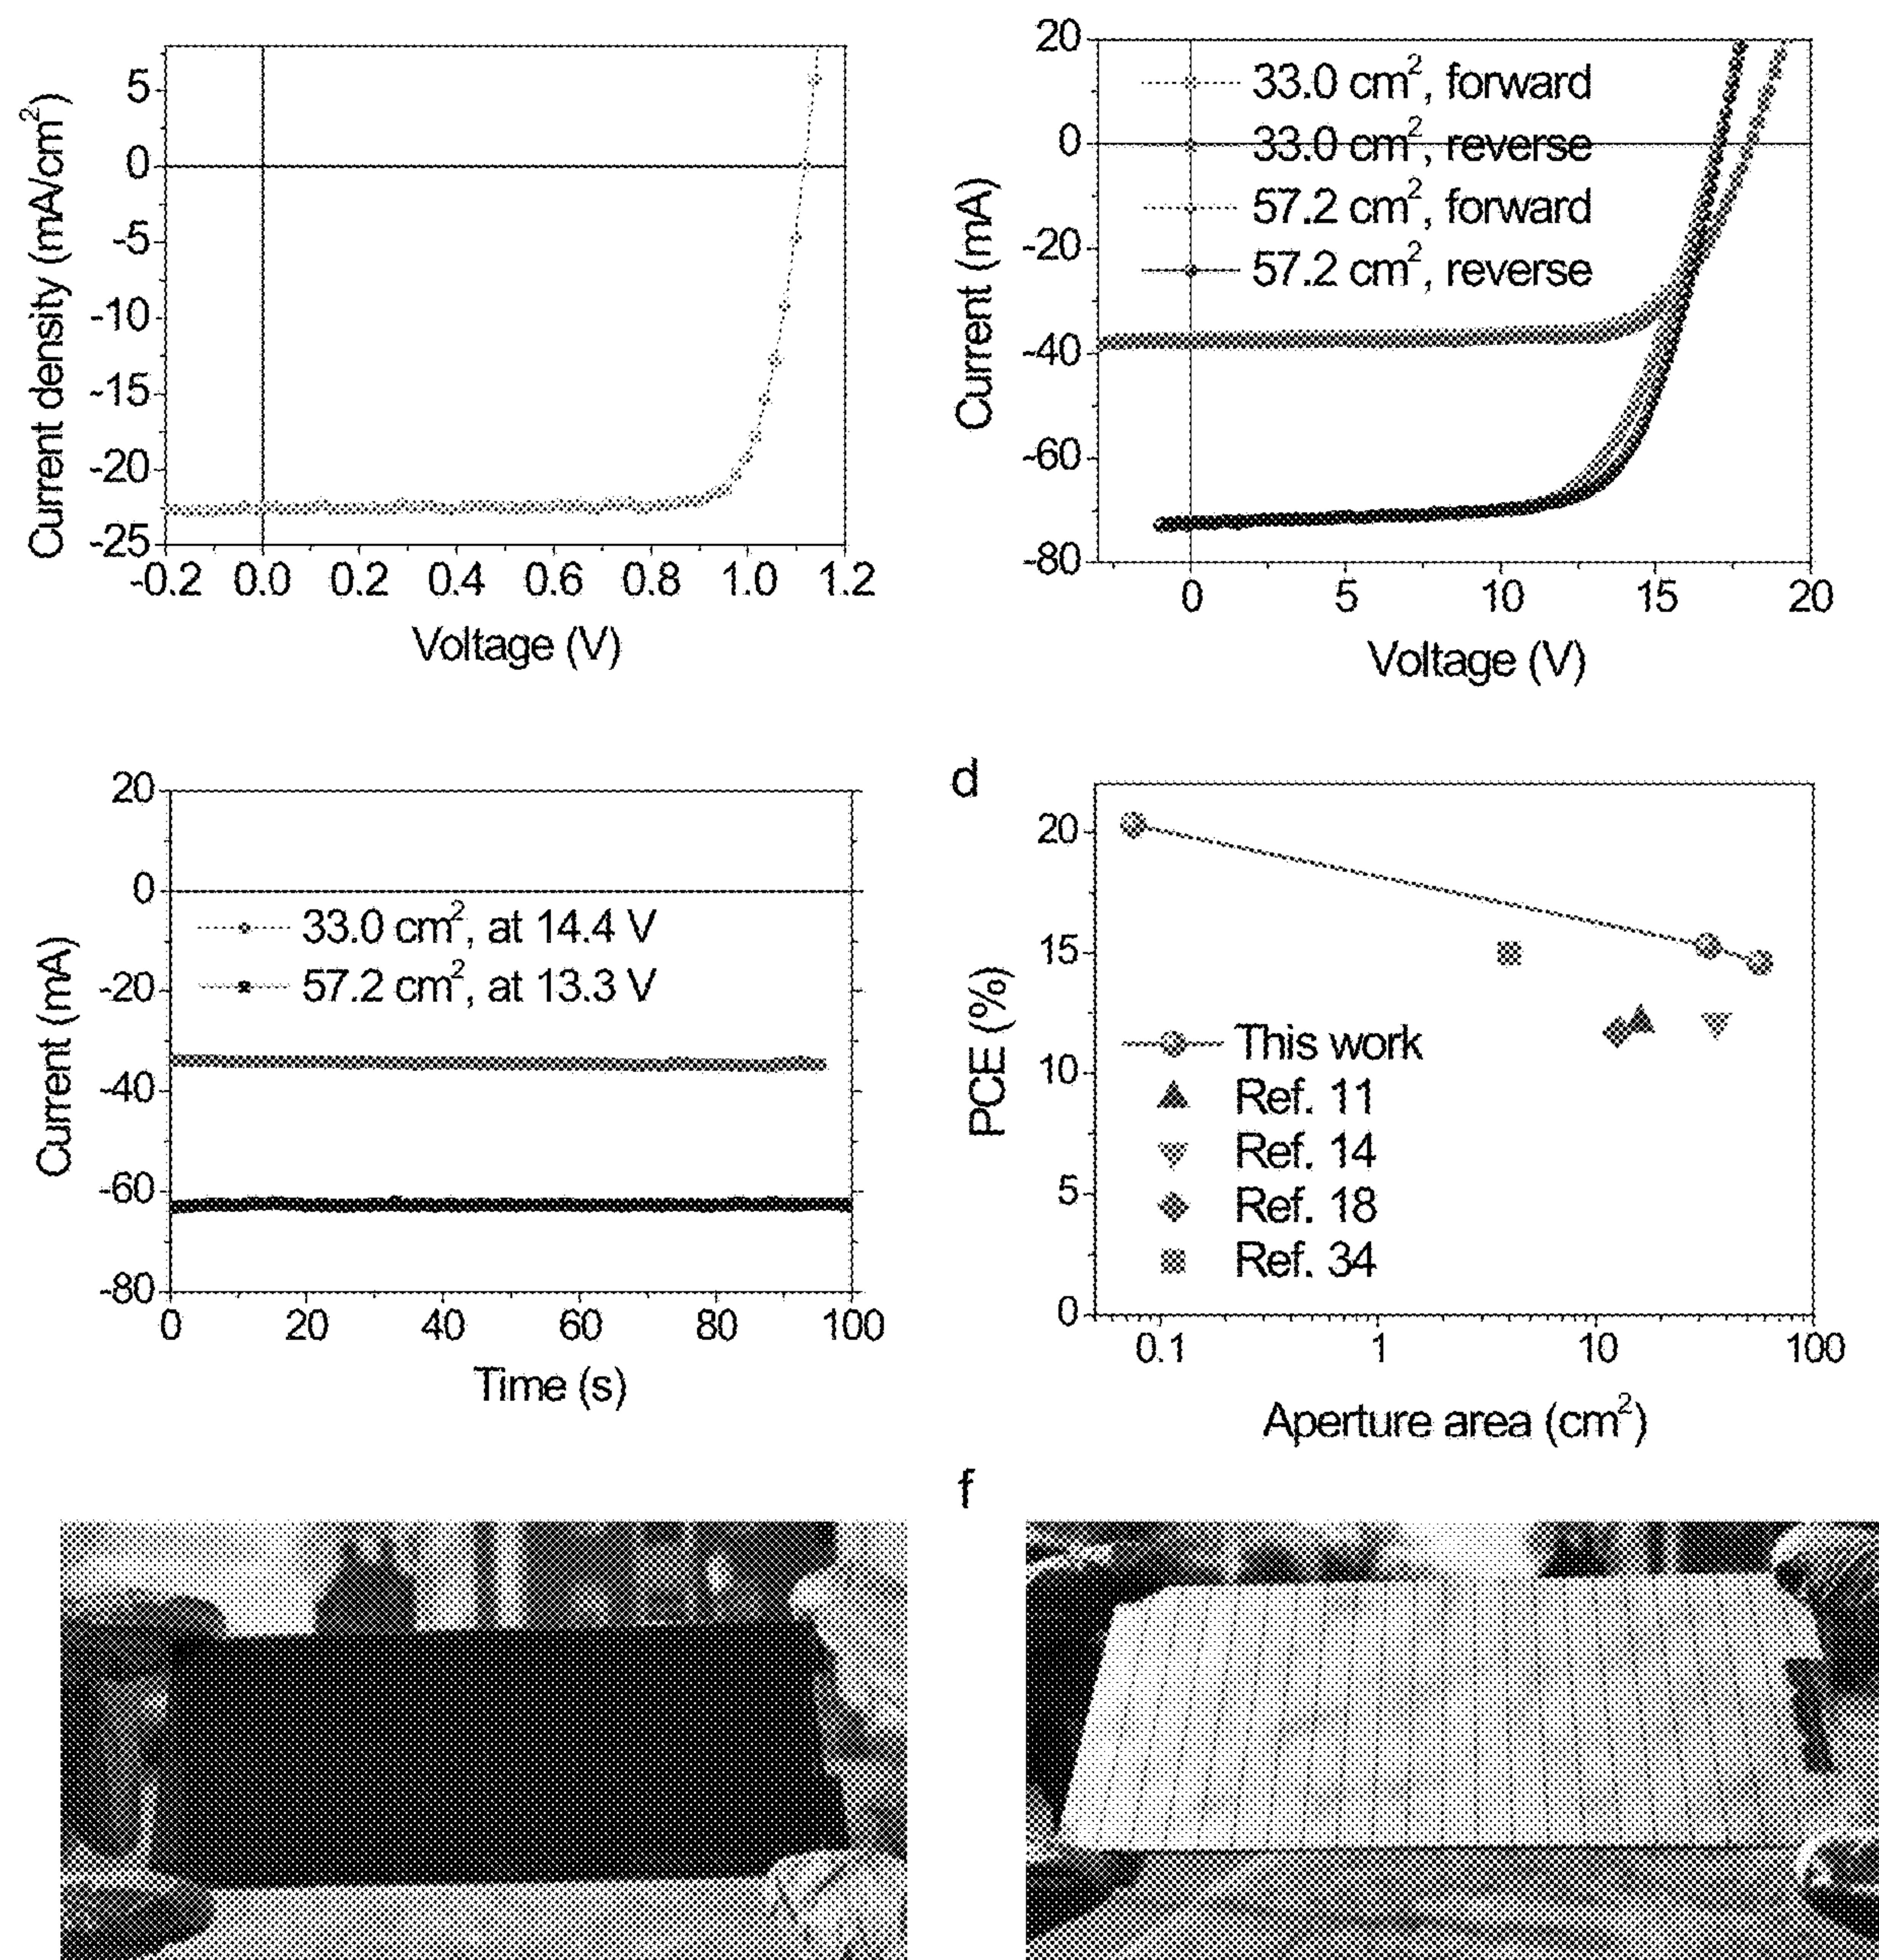 5
0
-5
-10
-15
-20
-25
-0.2 0.0 0.2 0.4 0.6 0.8 1.0 1.2
Current density (mA/cm²)
Voltage (V)
20
0
-20
-40
-60
-80
0 5 10 15 20
Current (mA)
Voltage (V)
33.0 cm², forward
33.0 cm², reverse
57.2 cm², forward
57.2 cm², reverse
20
0
-20
-40
-60
-80
0 20 40 60 80 100
Current (mA)
Time (s)
33.0 cm², at 14.4 V
57.2 cm², at 13.3 V
d
20
15
10
5
0
0.1 1 10 100
PCE (%)
Aperture area (cm²)
This work
Ref. 11
Ref. 14
Ref. 18
Ref. 34
f